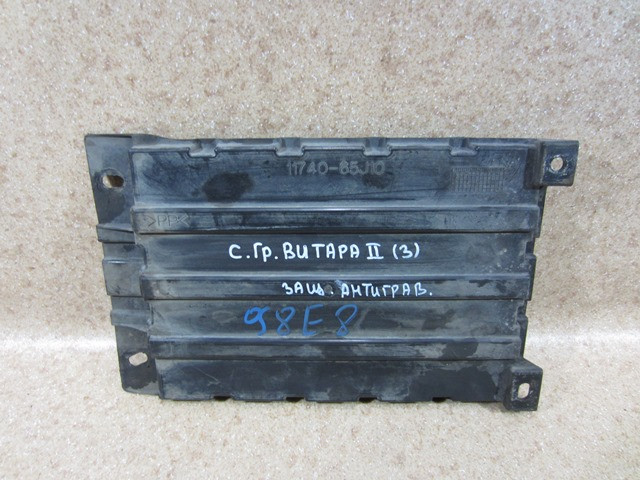 11740-65J10
>PP<
С.ГР.ВИТАРА II (3)
ЗАЩ. АНТИГРАВ.
98E8